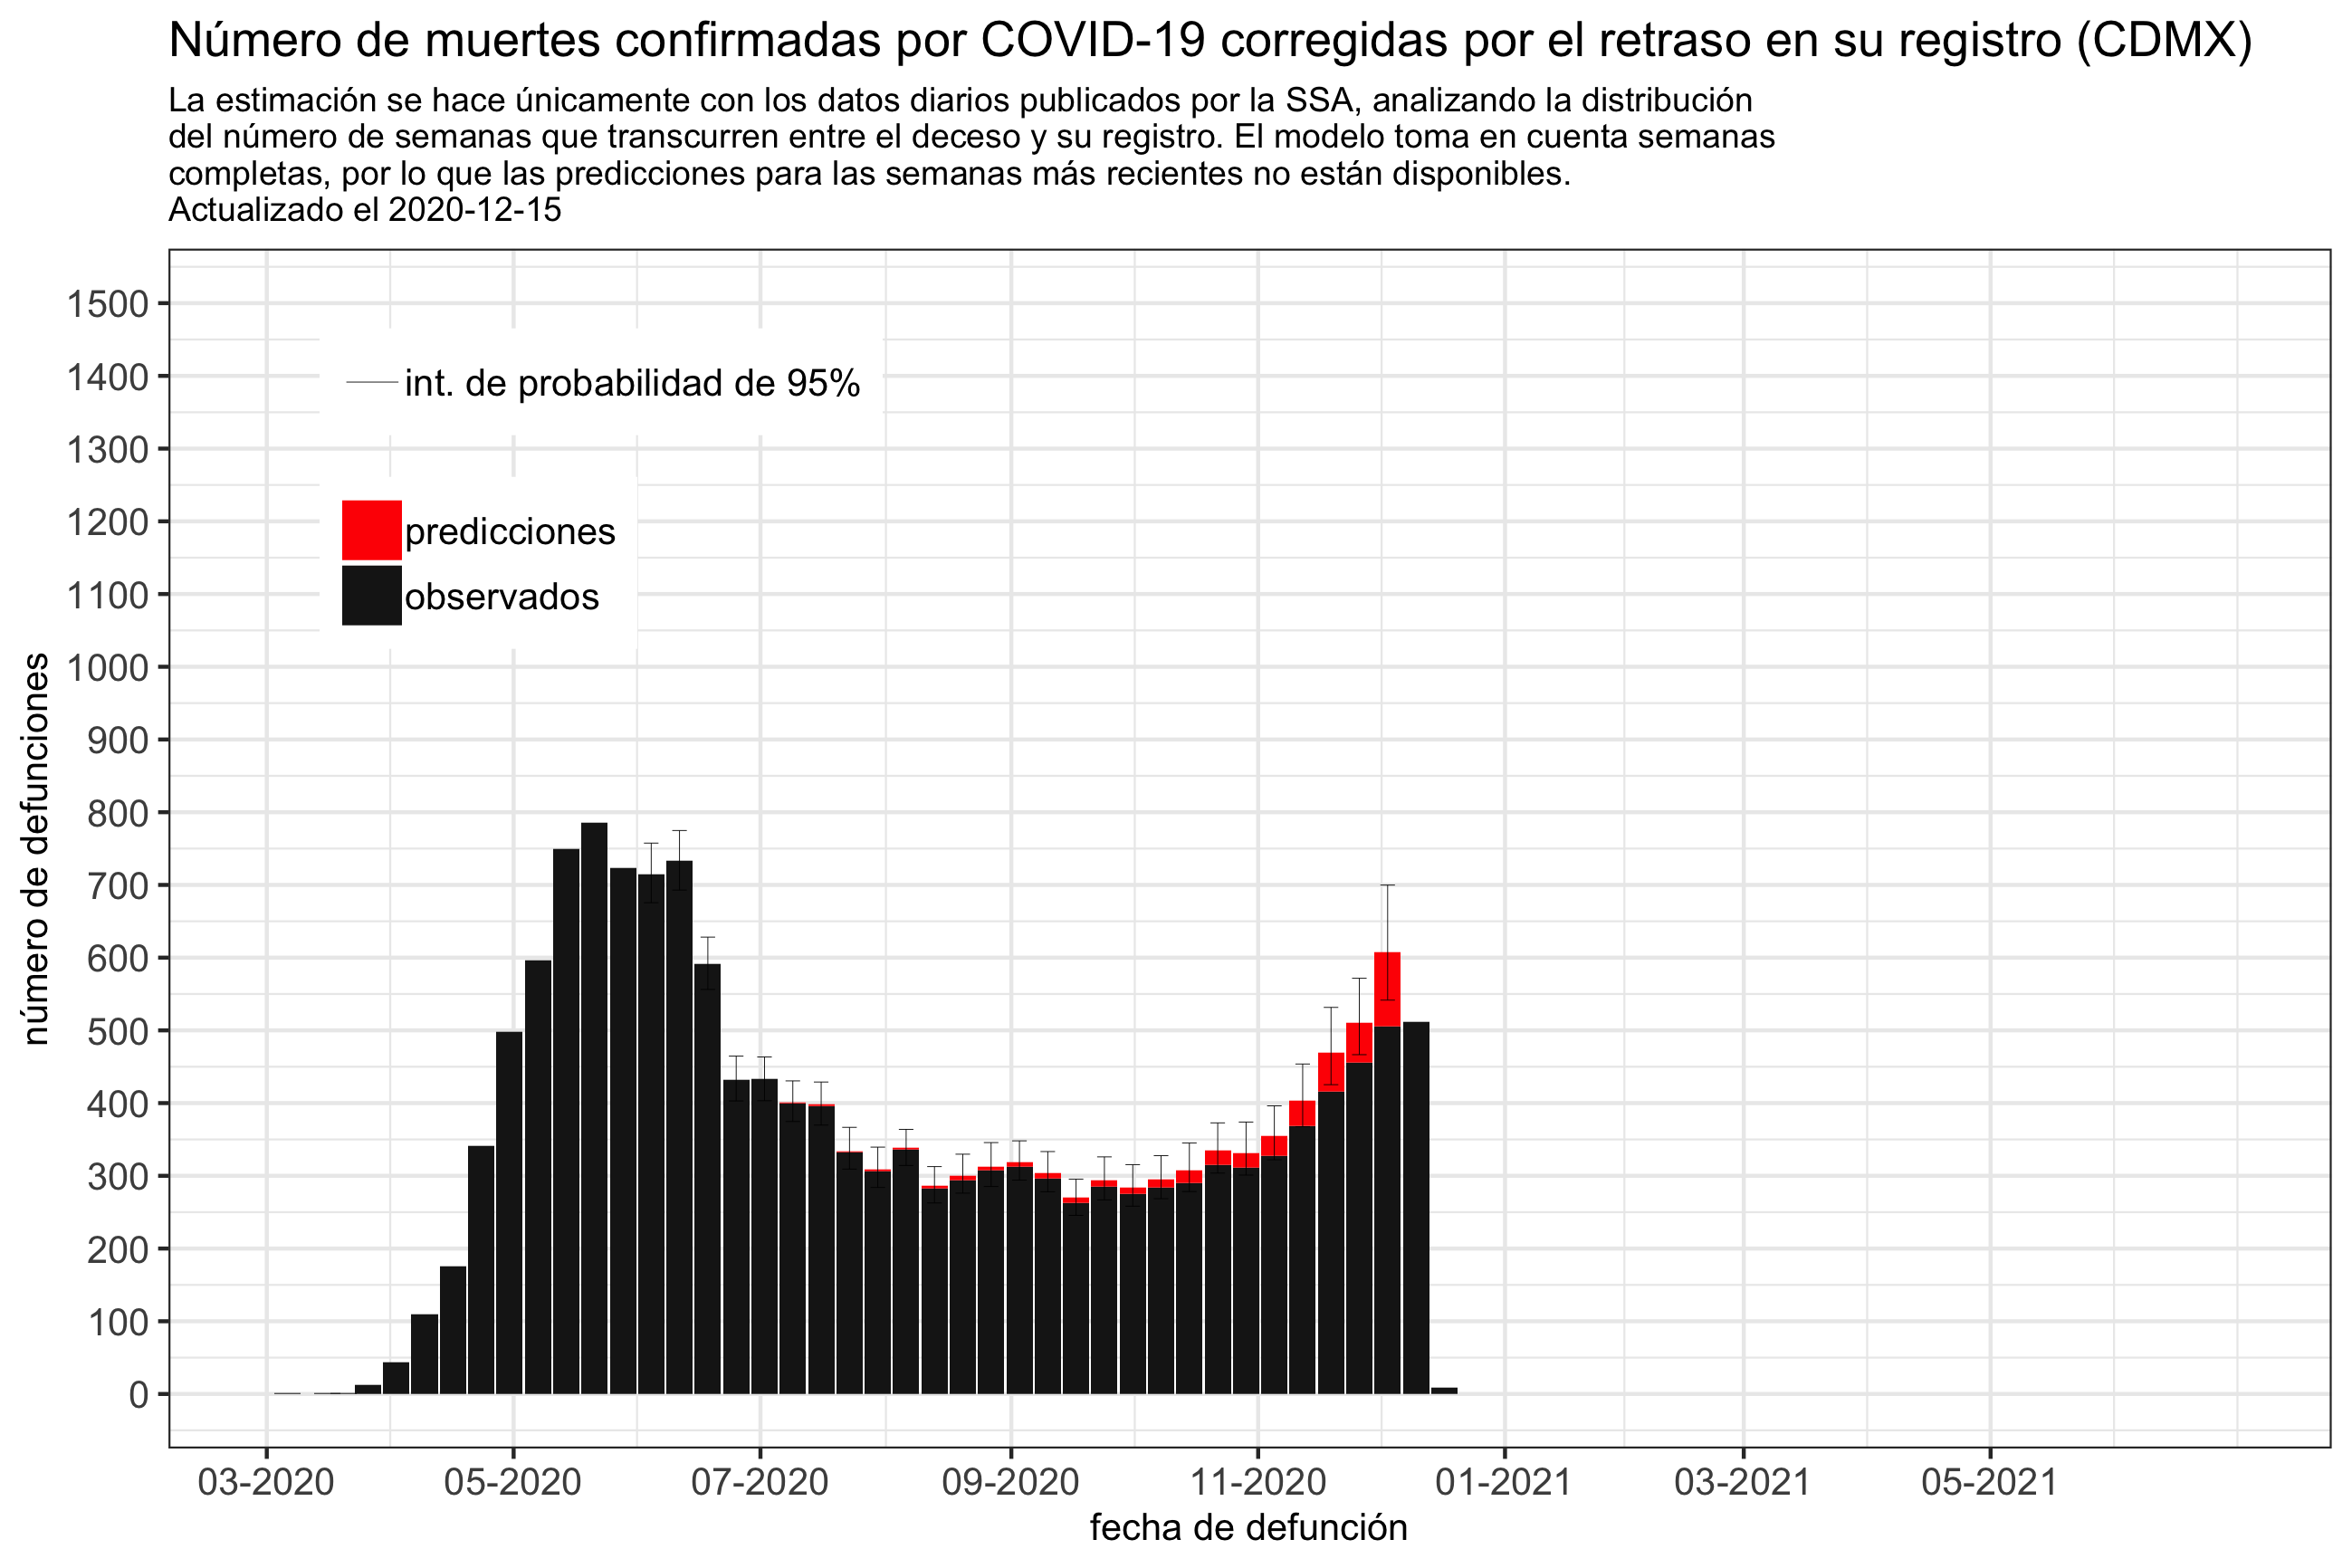 Número de muertes confirmadas por COVID-19 corregidas por el retraso en su registro (CDMX)
La estimación se hace únicamente con los datos diarios publicados por la SSA, analizando la distribución
del número de semanas que transcurren entre el deceso y su registro. El modelo toma en cuenta semanas
completas, por lo que las predicciones para las semanas más recientes no están disponibles.
Actualizado el 2020-12-15
número de defunciones
1500
1400
1300
1200
1100
1000
900
800
700
600
500
400
300
200
100
0
int. de probabilidad de 95%
predicciones
observados
03-2020
05-2020
07-2020
09-2020
11-2020
01-2021
03-2021
05-2021
fecha de defunción